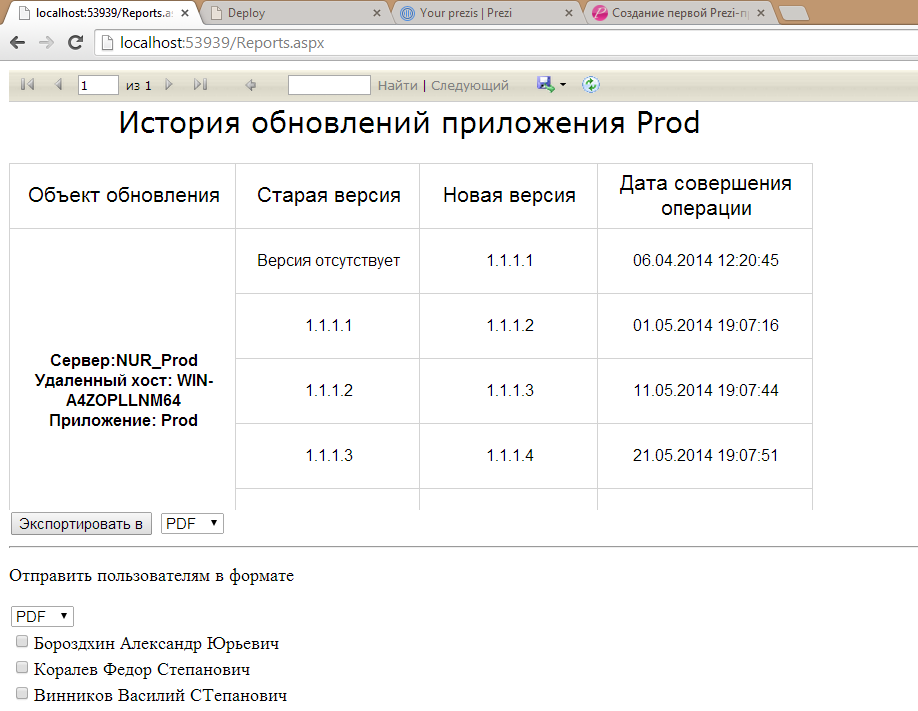 localhost:53939/Reports.a Deploy Your prezis | Prezi Создание первой Prezi-п
localhost:53939/Reports.aspx
1 из 1 Найти | Следующий
История обновлений приложения Prod
Объект обновления Старая версия Новая версия Дата совершения
операции
Версия отсутствует 1.1.1.1 06.04.2014 12:20:45
1.1.1.1 1.1.1.2 01.05.2014 19:07:16
Сервер:NUR_Prod
Удаленный хост: WIN-
A4ZOPLLNM64
Приложение: Prod
1.1.1.2 1.1.1.3 11.05.2014 19:07:44
1.1.1.3 1.1.1.4 21.05.2014 19:07:51
Экспортировать в PDF
Отправить пользователям в формате
PDF
Бороздхин Александр Юрьевич
Коралев Федор Степанович
Винников Василий СТепанович